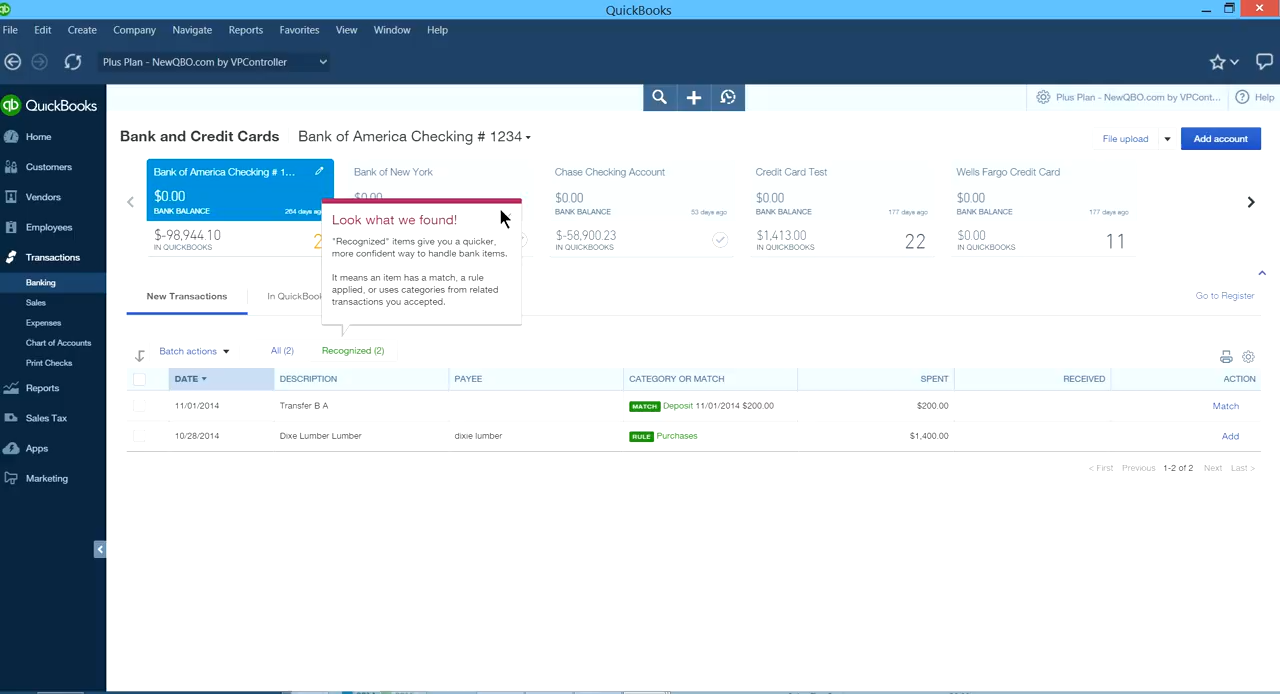 QuickBooks
File Edit Create Company Navigate Reports Favorites View Window Help
Plus Plan - NewQBO.com by VPController
qb QuickBooks
Plus Plan - NewQBO.com by VPCont... Help
Home
Customers
Vendors
Employees
Transactions
Banking
Sales
Expenses
Chart of Accounts
Print Checks
Reports
Sales Tax
Apps
Marketing
Bank and Credit Cards Bank of America Checking # 1234
File upload Add account
Bank of America Checking # 1...
$0.00
BANK BALANCE
$-98,944.10
IN QUICKBOOKS
2
Bank of New York
$0.00
Chase Checking Account
$0.00
BANK BALANCE 53 days ago
$-58,900.23
IN QUICKBOOKS
Credit Card Test
$0.00
BANK BALANCE 177 days ago
$1,413.00 22
IN QUICKBOOKS
Wells Fargo Credit Card
$0.00
BANK BALANCE 177 days ago
$0.00 11
IN QUICKBOOKS
Look what we found!
"Recognized" items give you a quicker,
more confident way to handle bank items.
It means an item has a match, a rule
applied, or uses categories from related
transactions you accepted.
New Transactions In QuickBook
Go to Register
Batch actions All (2) Recognized (2)
DATE DESCRIPTION PAYEE CATEGORY OR MATCH SPENT RECEIVED ACTION
11/01/2014 Transfer B A MATCH Deposit 11/01/2014 $200.00 $200.00 Match
10/28/2014 Dixe Lumber Lumber dixie lumber RULE Purchases $1,400.00 Add
< First Previous 1-2 of 2 Next Last >